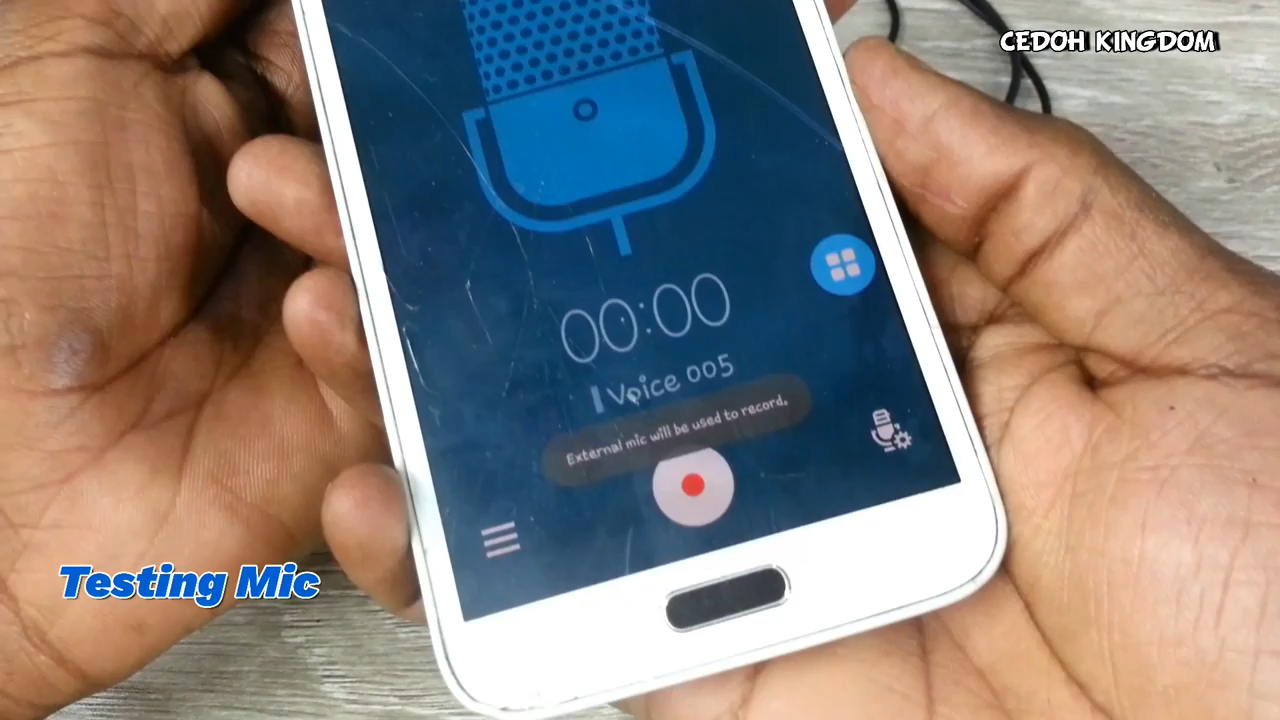 CEDOH KINGDOM
00:00
Voice 005
External mic will be used to record.
Testing Mic